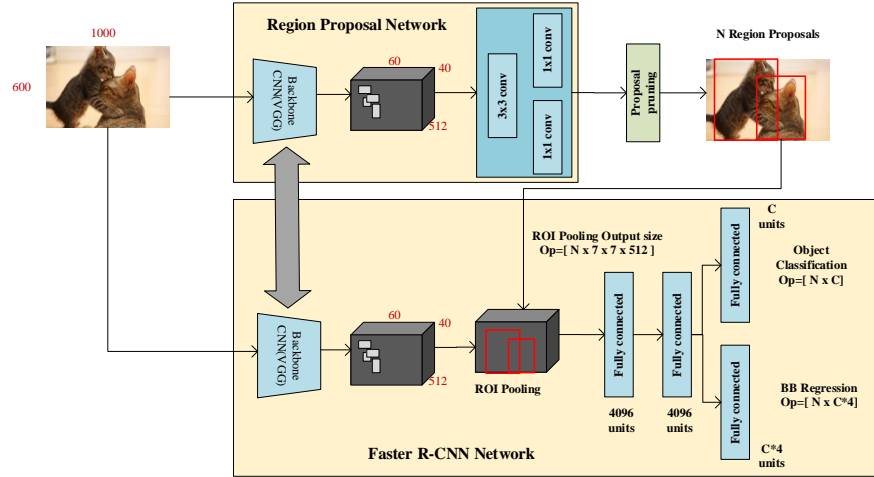 Region Proposal Network
1000
600
Backbone
CNN(VGG)
60
40
512
3x3 conv
1x1 conv
1x1 conv
Proposal
pruning
N Region Proposals
Backbone
CNN(VGG)
60
40
512
ROI Pooling
ROI Pooling Output size
Op=[ N x 7 x 7 x 512 ]
Fully connected
4096
units
Fully connected
4096
units
C
units
Fully connected
Object
Classification
Op=[ N x C]
Fully connected
BB Regression
Op=[ N x C*4]
C*4
units
Faster R-CNN Network